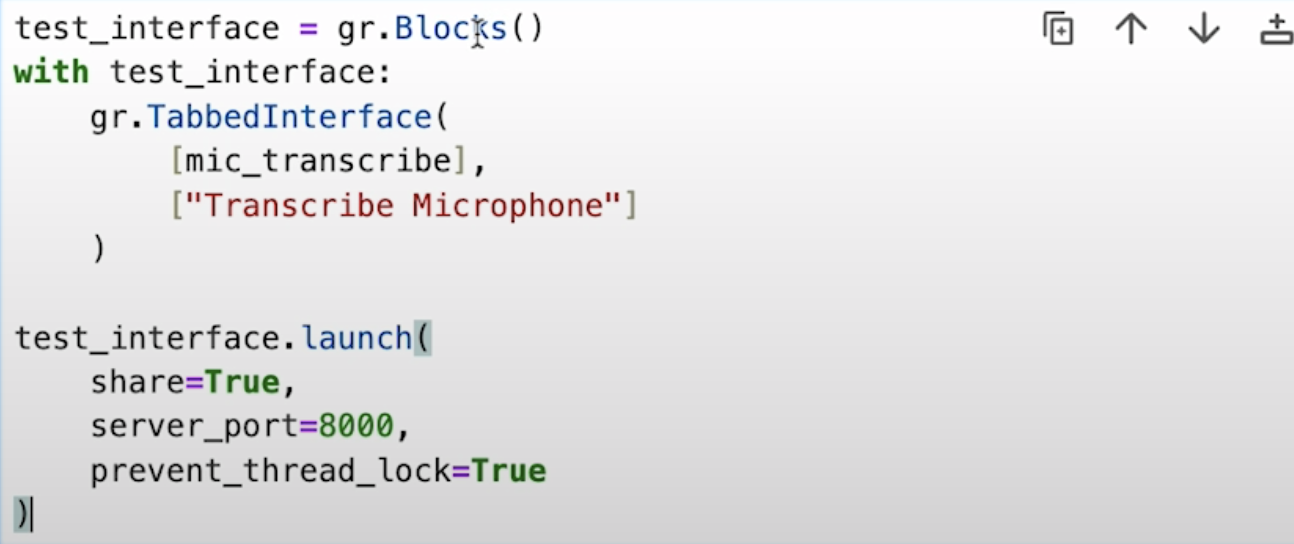 test_interface = gr.Blocks()
with test_interface:
    gr.TabbedInterface(
        [mic_transcribe],
        ["Transcribe Microphone"]
    )

test_interface.launch(
    share=True,
    server_port=8000,
    prevent_thread_lock=True
)